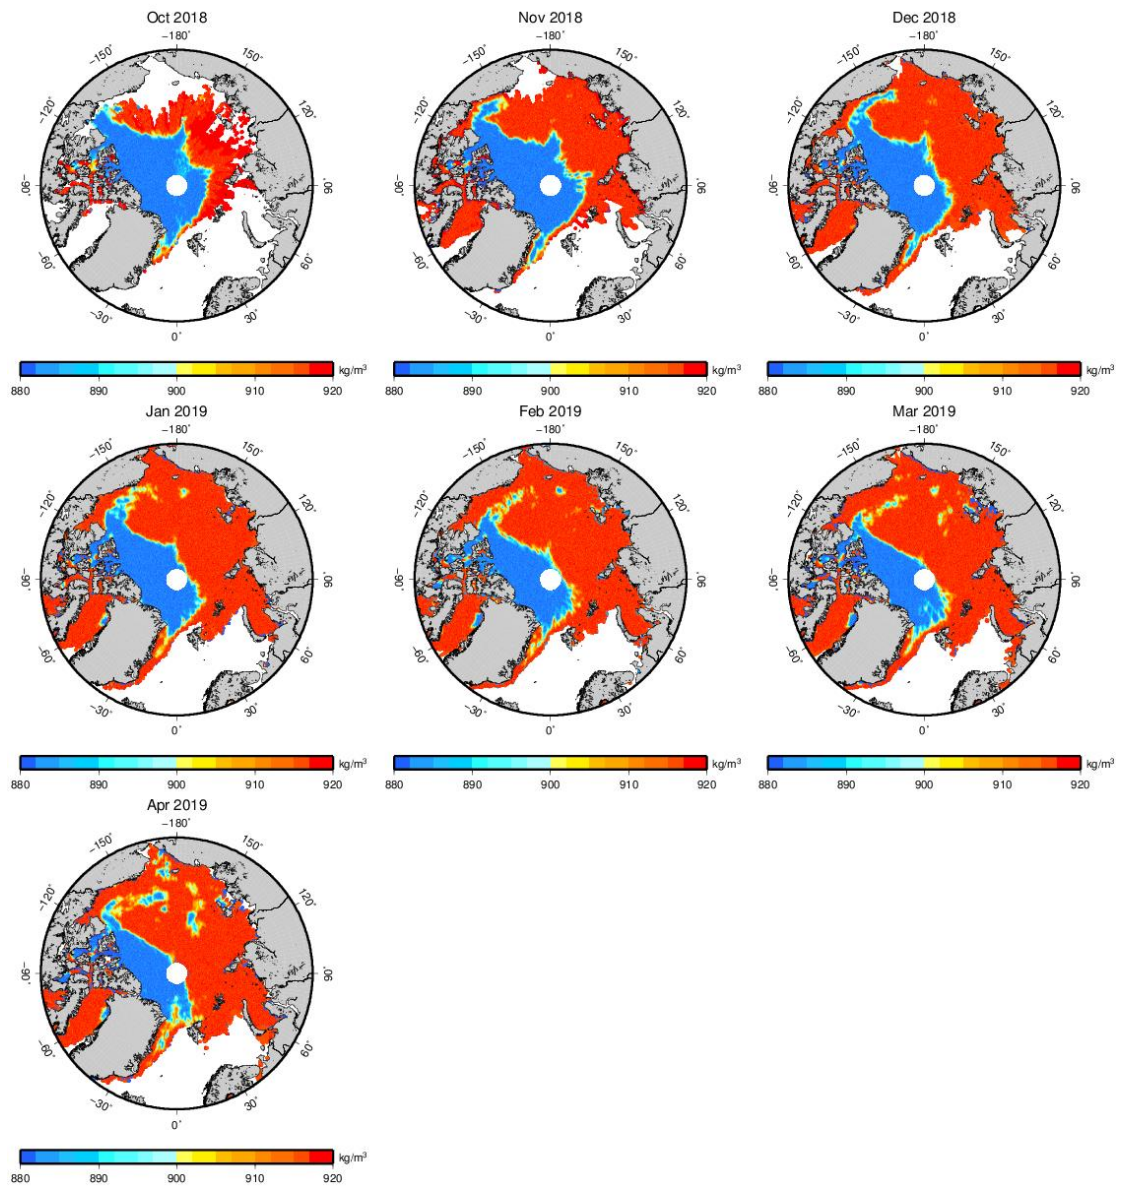 Oct 2018 Nov 2018 Dec 2018
−180˚ −180˚ −180˚
−150˚ 150˚ −150˚ 150˚ −150˚ 150˚
−120˚ 120˚ −120˚ 120˚ −120˚ 120˚
−90˚ 90˚ −90˚ 90˚ −90˚ 90˚
−60˚ 60˚ −60˚ 60˚ −60˚ 60˚
−30˚ 30˚ −30˚ 30˚ −30˚ 30˚
0˚ 0˚ 0˚
kg/m³ kg/m³ kg/m³
880 890 900 910 920 880 890 900 910 920 880 890 900 910 920
Jan 2019 Feb 2019 Mar 2019
−180˚ −180˚ −180˚
−150˚ 150˚ −150˚ 150˚ −150˚ 150˚
−120˚ 120˚ −120˚ 120˚ −120˚ 120˚
−90˚ 90˚ −90˚ 90˚ −90˚ 90˚
−60˚ 60˚ −60˚ 60˚ −60˚ 60˚
−30˚ 30˚ −30˚ 30˚ −30˚ 30˚
0˚ 0˚ 0˚
kg/m³ kg/m³ kg/m³
880 890 900 910 920 880 890 900 910 920 880 890 900 910 920
Apr 2019
−180˚
−150˚ 150˚
−120˚ 120˚
−90˚ 90˚
−60˚ 60˚
−30˚ 30˚
0˚
kg/m³
880 890 900 910 920